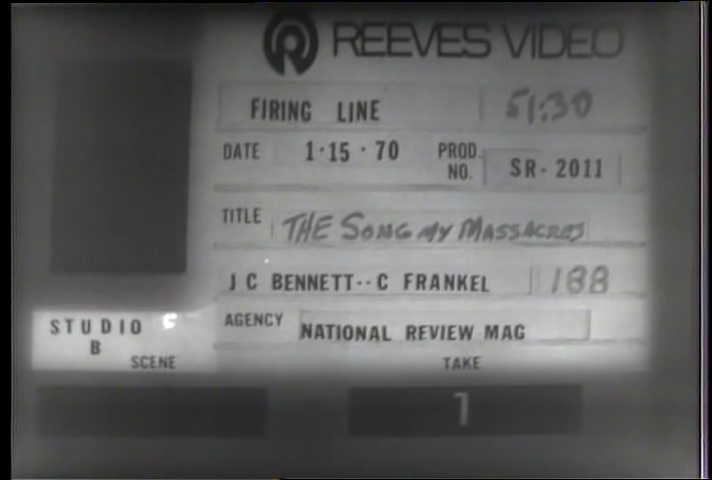 REEVES VIDEO
FIRING LINE 51:30
DATE 1·15·70 PROD. NO. SR-2011
TITLE THE SONG MY MASSACRES
J C BENNETT--C FRANKEL 188
AGENCY NATIONAL REVIEW MAG
STUDIO
B
SCENE TAKE
1